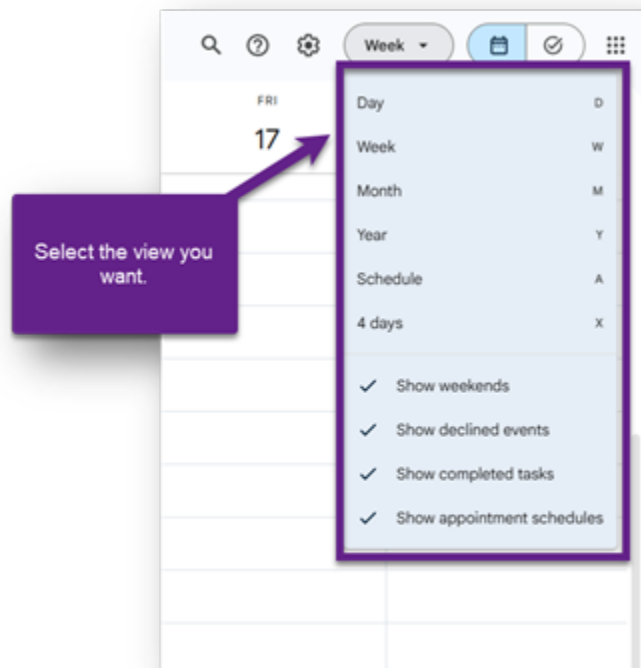 Week
FRI
17
Day D
Week W
Month M
Year Y
Schedule A
4 days X
Show weekends
Show declined events
Show completed tasks
Show appointment schedules
Select the view you
want.